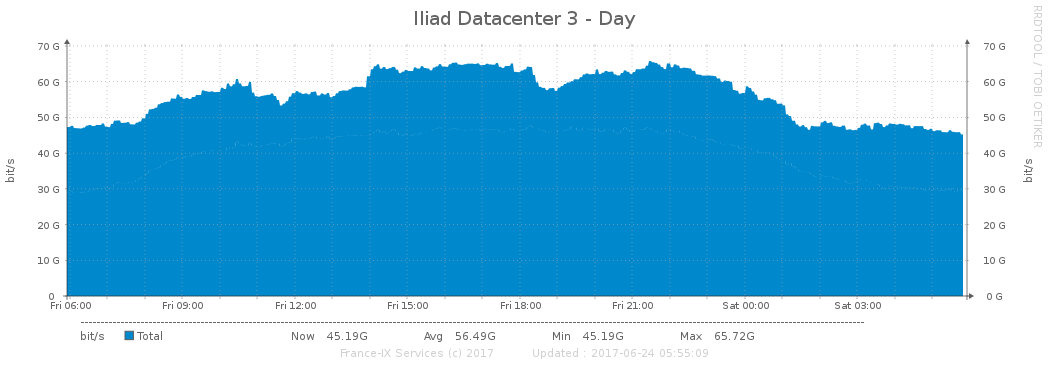 Iliad Datacenter 3 - Day
RRDTOOL / TOBI OETIKER
70 G 70 G
60 G 60 G
50 G 50 G
40 G 40 G
30 G 30 G
20 G 20 G
10 G 10 G
0 0 G
bit/s bit/s
Fri 06:00 Fri 09:00 Fri 12:00 Fri 15:00 Fri 18:00 Fri 21:00 Sat 00:00 Sat 03:00
bit/s Total Now 45.19G Avg 56.49G Min 45.19G Max 65.72G
France-IX Services (c) 2017 Updated : 2017-06-24 05:55:09